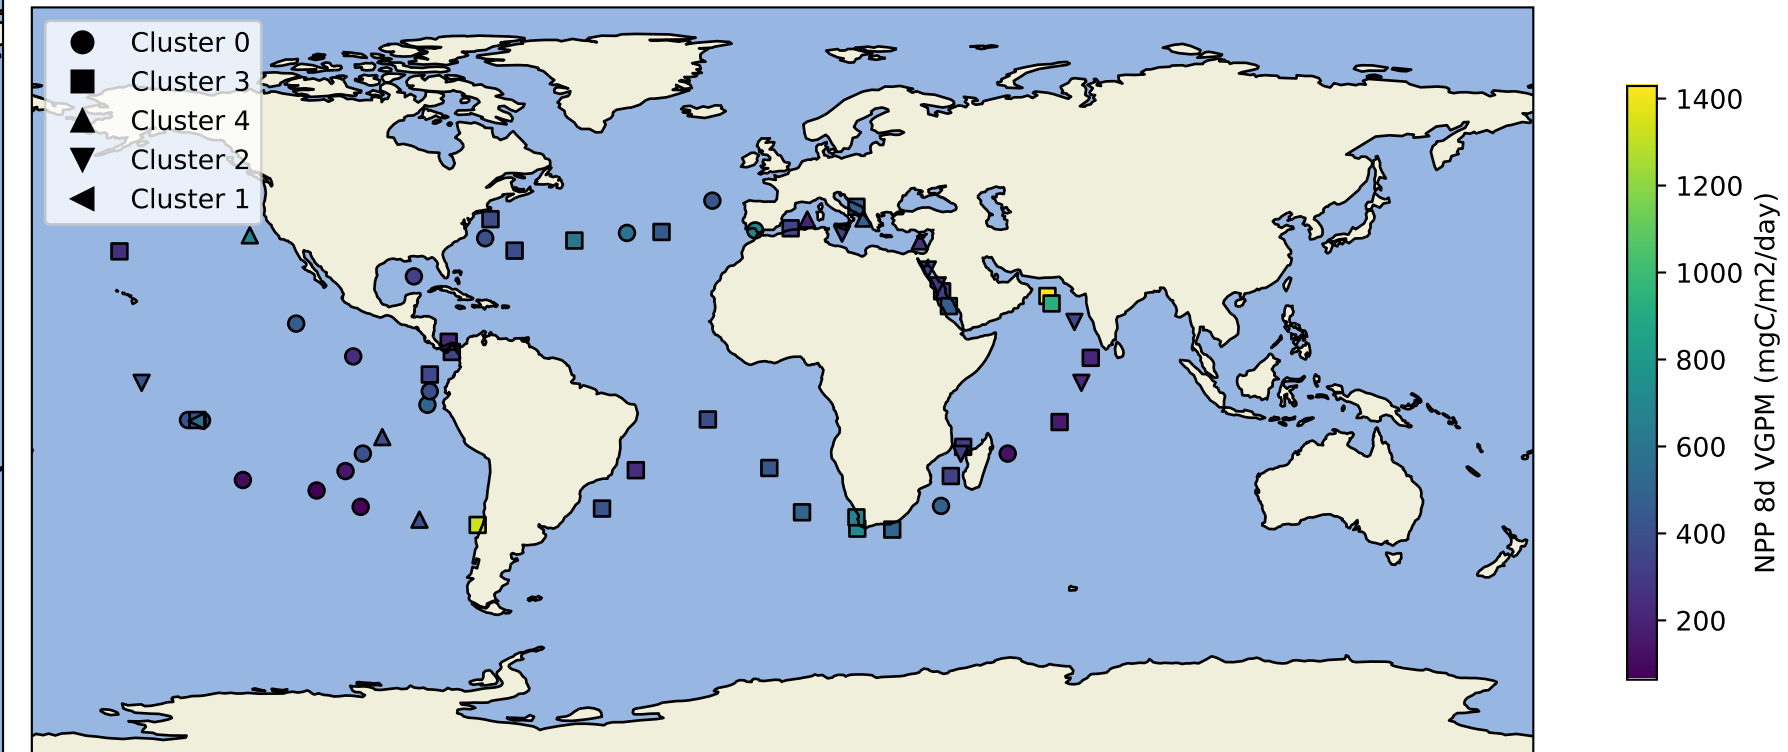 Cluster 0
Cluster 3
Cluster 4
Cluster 2
Cluster 1
1400
1200
1000
800
600
400
200
NPP 8d VGPM (mgC/m2/day)